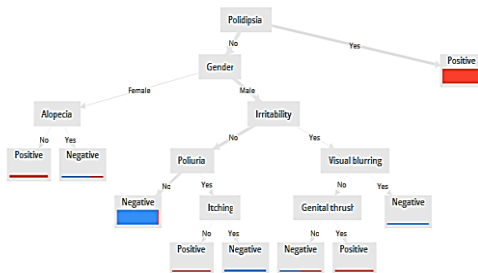 Polidipsia
No
Yes
Gender
Positive
Female
Male
Alopecia
Irritability
No
Yes
No
Yes
Positive
Negative
Poliuria
Visual blurring
No
Yes
No
Yes
Negative
Itching
Genital thrust
Negative
No
Yes
No
Yes
Positive
Negative
Negative
Positive